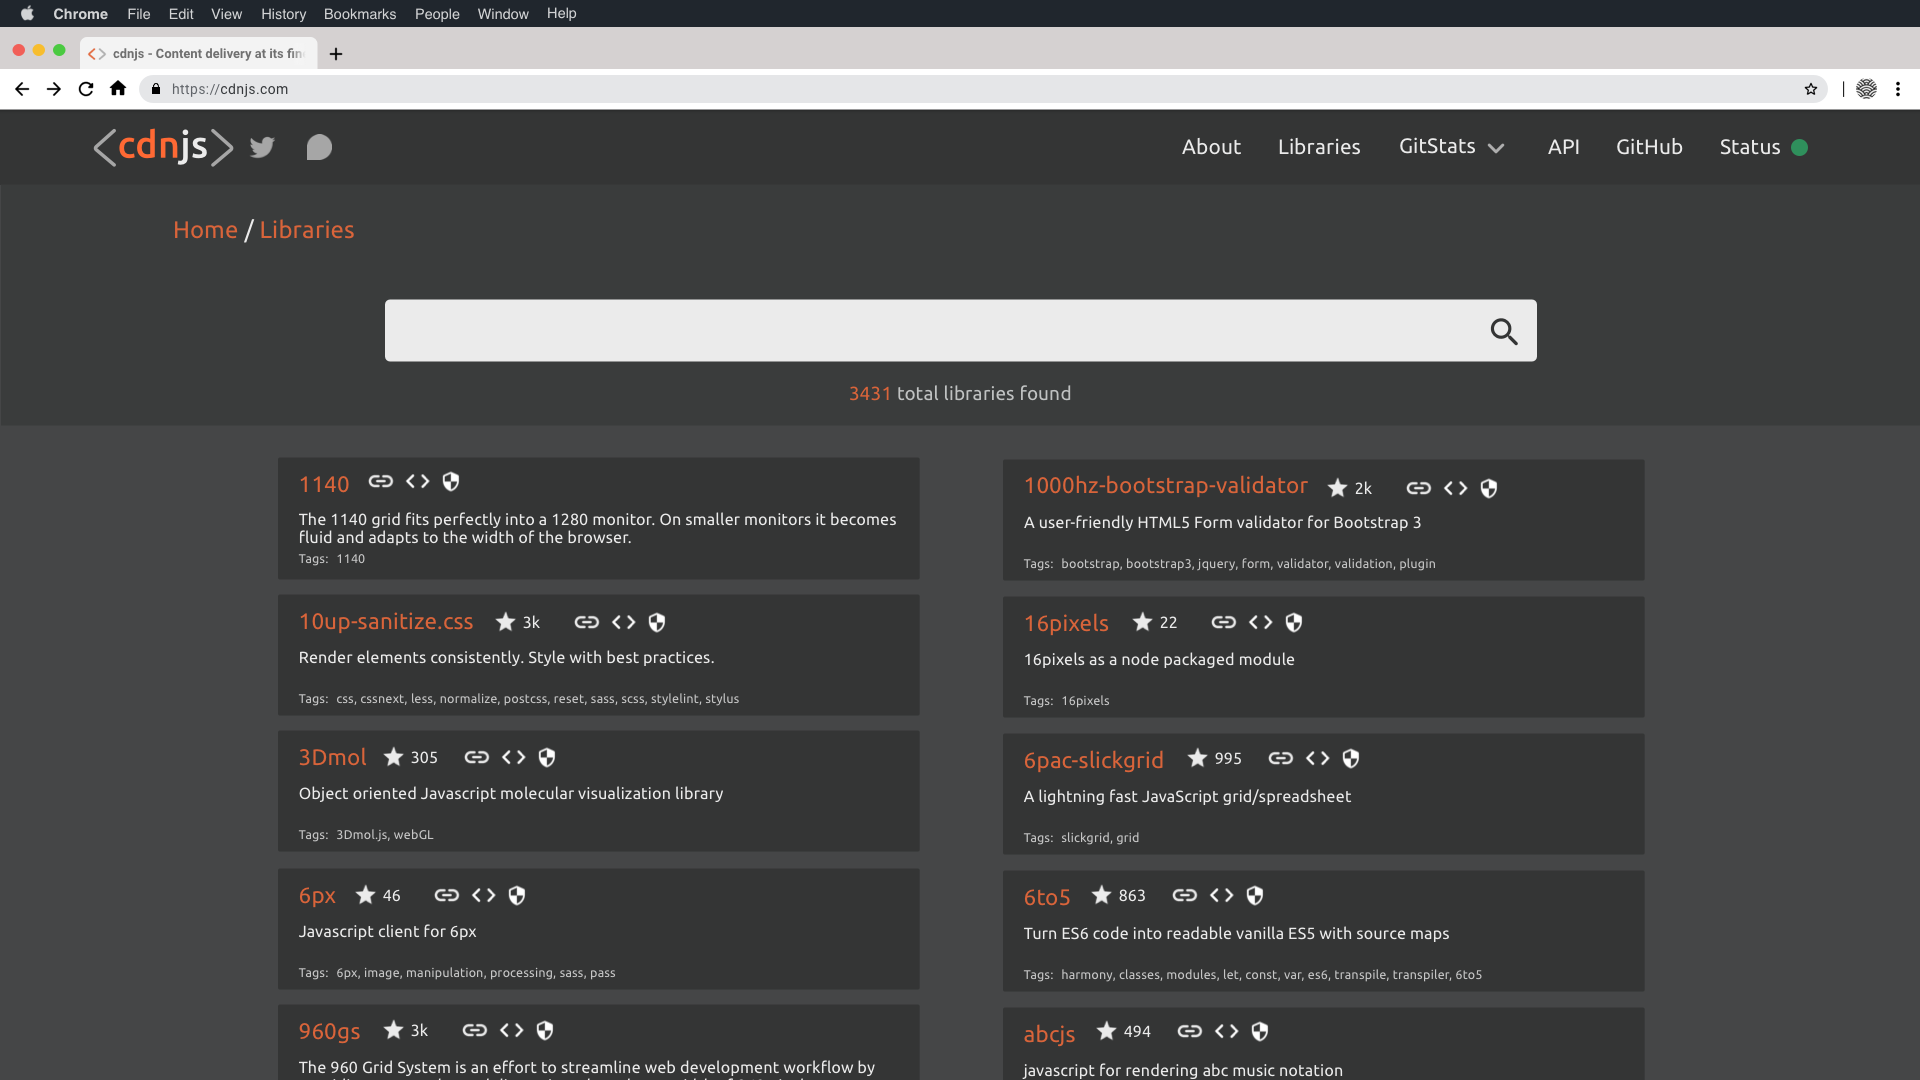 Chrome File Edit View History Bookmarks People Window Help
cdnjs - Content delivery at its fin
https://cdnjs.com
<cdnjs>
About Libraries GitStats API GitHub Status
Home / Libraries
3431 total libraries found
1140
The 1140 grid fits perfectly into a 1280 monitor. On smaller monitors it becomes
fluid and adapts to the width of the browser.
Tags: 1140
1000hz-bootstrap-validator 2k
A user-friendly HTML5 Form validator for Bootstrap 3
Tags: bootstrap, bootstrap3, jquery, form, validator, validation, plugin
10up-sanitize.css 3k
Render elements consistently. Style with best practices.
Tags: css, cssnext, less, normalize, postcss, reset, sass, scss, stylelint, stylus
16pixels 22
16pixels as a node packaged module
Tags: 16pixels
3Dmol 305
Object oriented Javascript molecular visualization library
Tags: 3Dmol.js, webGL
6pac-slickgrid 995
A lightning fast JavaScript grid/spreadsheet
Tags: slickgrid, grid
6px 46
Javascript client for 6px
Tags: 6px, image, manipulation, processing, sass, pass
6to5 863
Turn ES6 code into readable vanilla ES5 with source maps
Tags: harmony, classes, modules, let, const, var, es6, transpile, transpiler, 6to5
960gs 3k
The 960 Grid System is an effort to streamline web development workflow by
abcjs 494
javascript for rendering abc music notation